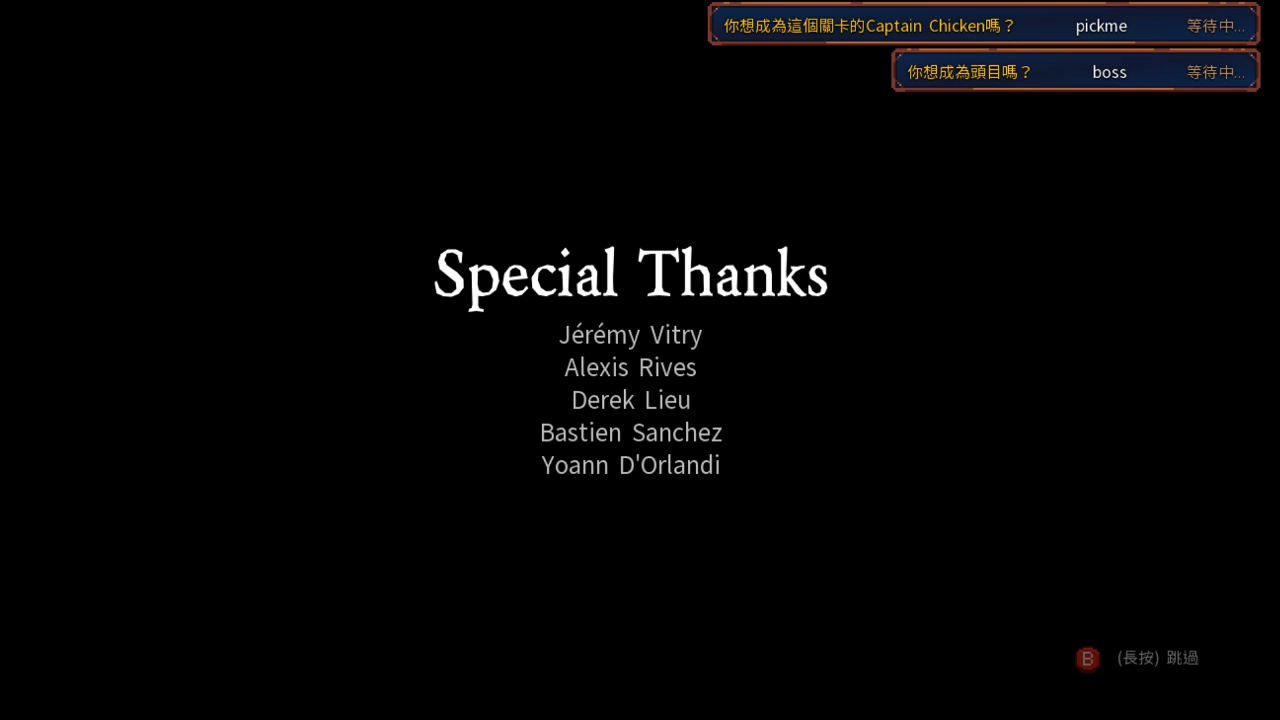 你想成為這個關卡的Captain Chicken嗎？ pickme 等待中...
你想成為頭目嗎？ boss 等待中...
Special Thanks
Jérémy Vitry
Alexis Rives
Derek Lieu
Bastien Sanchez
Yoann D'Orlandi
B (長按) 跳過